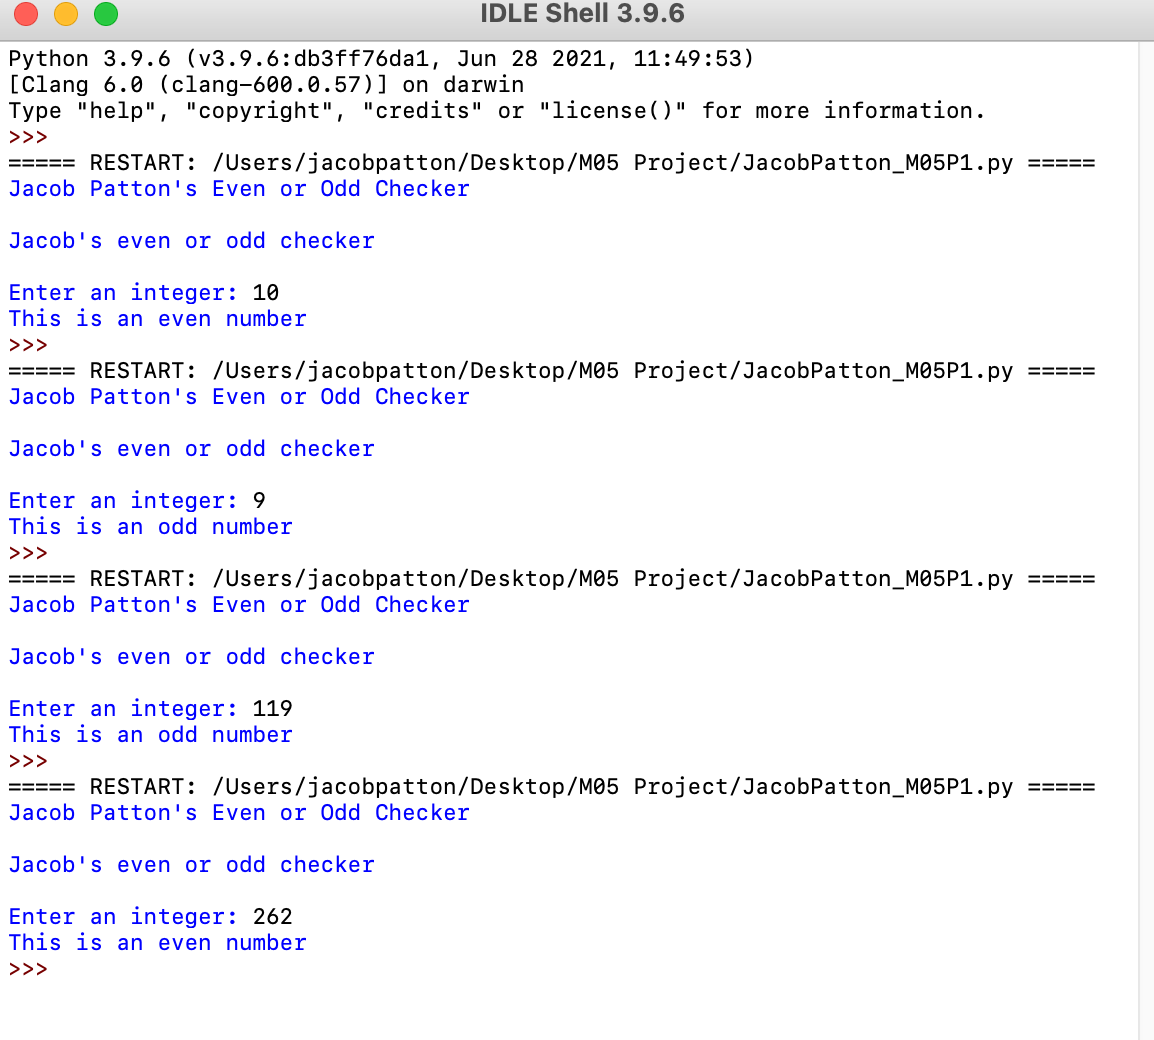 IDLE Shell 3.9.6
Python 3.9.6 (v3.9.6:db3ff76da1, Jun 28 2021, 11:49:53)
[Clang 6.0 (clang-600.0.57)] on darwin
Type "help", "copyright", "credits" or "license()" for more information.
>>>
===== RESTART: /Users/jacobpatton/Desktop/M05 Project/JacobPatton_M05P1.py =====
Jacob Patton's Even or Odd Checker
Jacob's even or odd checker
Enter an integer: 10
This is an even number
>>>
===== RESTART: /Users/jacobpatton/Desktop/M05 Project/JacobPatton_M05P1.py =====
Jacob Patton's Even or Odd Checker
Jacob's even or odd checker
Enter an integer: 9
This is an odd number
>>>
===== RESTART: /Users/jacobpatton/Desktop/M05 Project/JacobPatton_M05P1.py =====
Jacob Patton's Even or Odd Checker
Jacob's even or odd checker
Enter an integer: 119
This is an odd number
>>>
===== RESTART: /Users/jacobpatton/Desktop/M05 Project/JacobPatton_M05P1.py =====
Jacob Patton's Even or Odd Checker
Jacob's even or odd checker
Enter an integer: 262
This is an even number
>>>